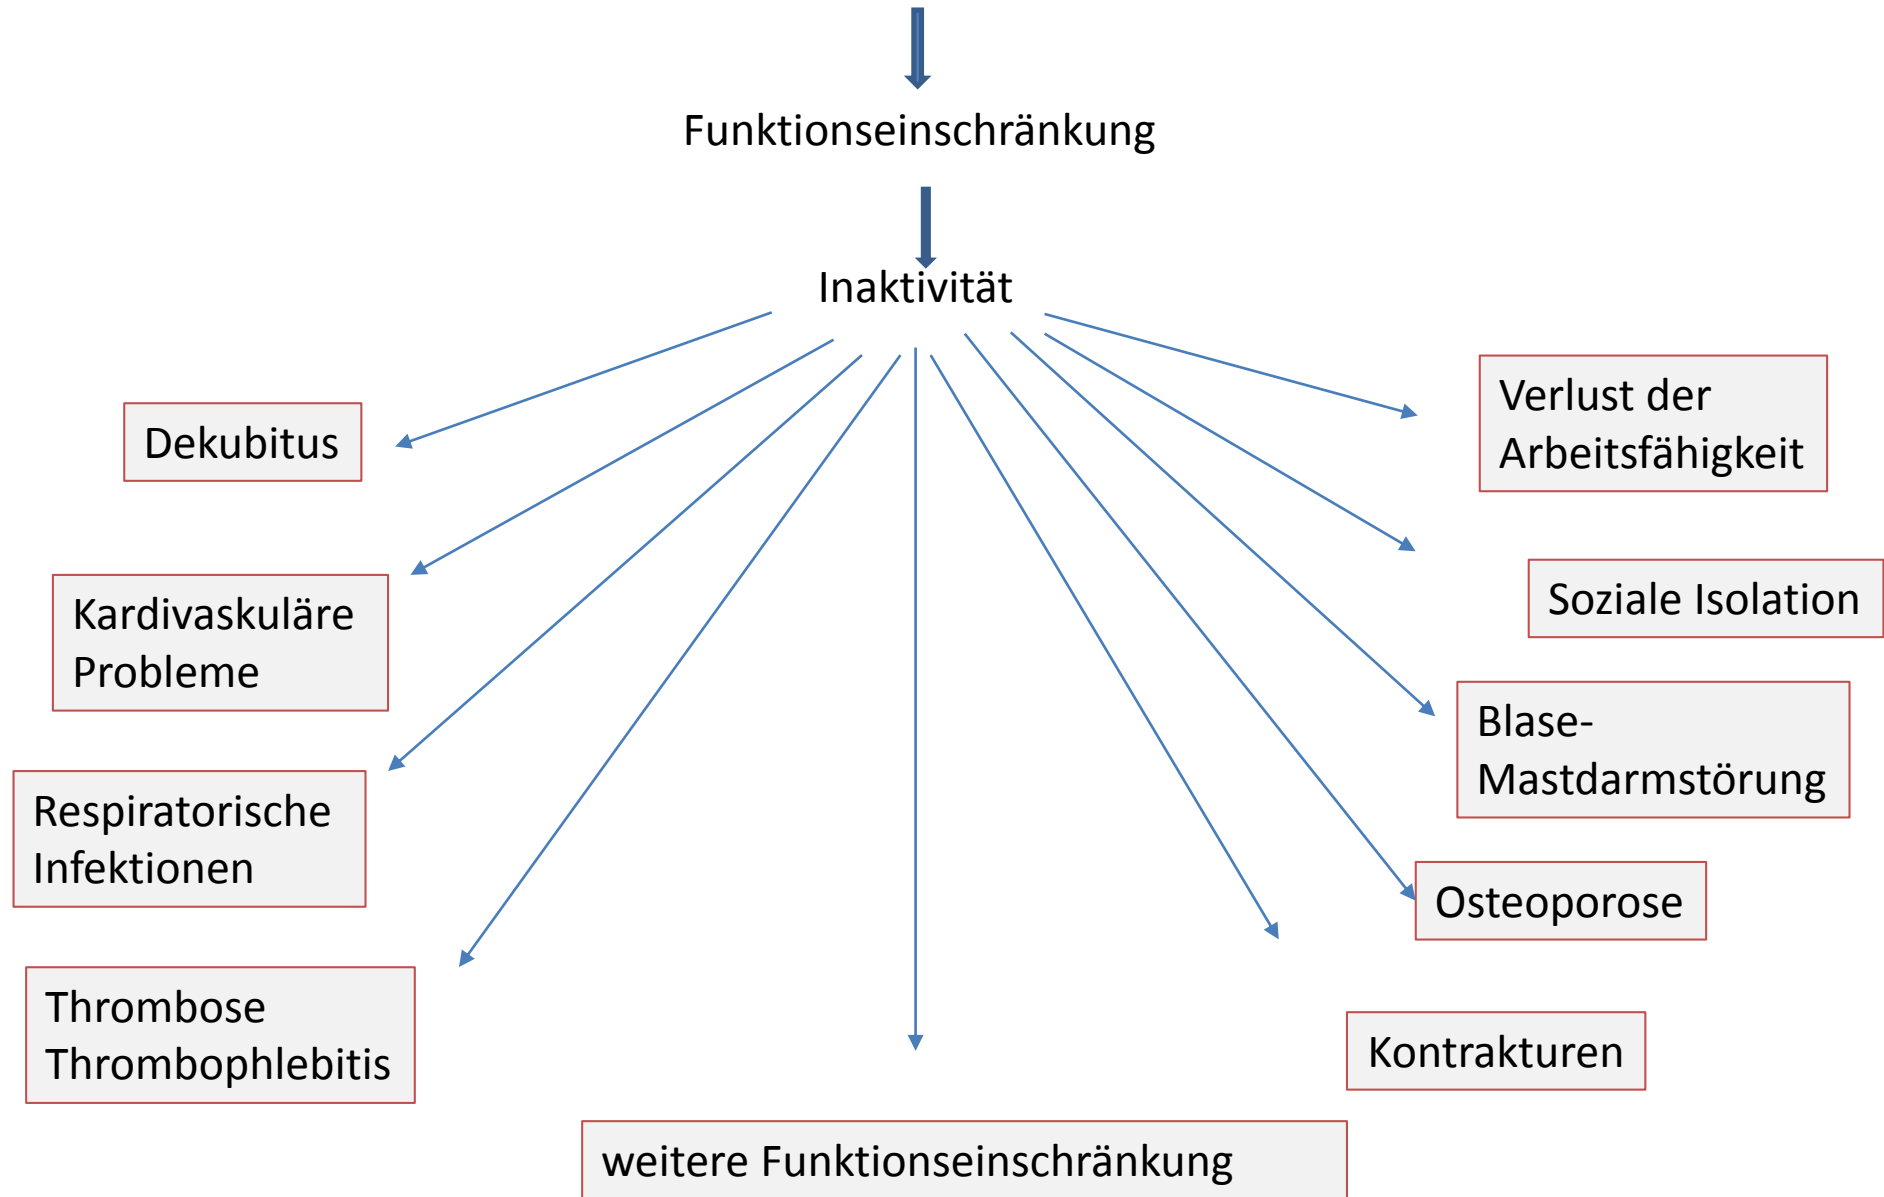 Funktionseinschränkung
Inaktivität
Dekubitus
Kardivaskuläre
Probleme
Respiratorische
Infektionen
Thrombose
Thrombophlebitis
weitere Funktionseinschränkung
Kontrakturen
Osteoporose
Blase-
Mastdarmstörung
Soziale Isolation
Verlust der
Arbeitsfähigkeit